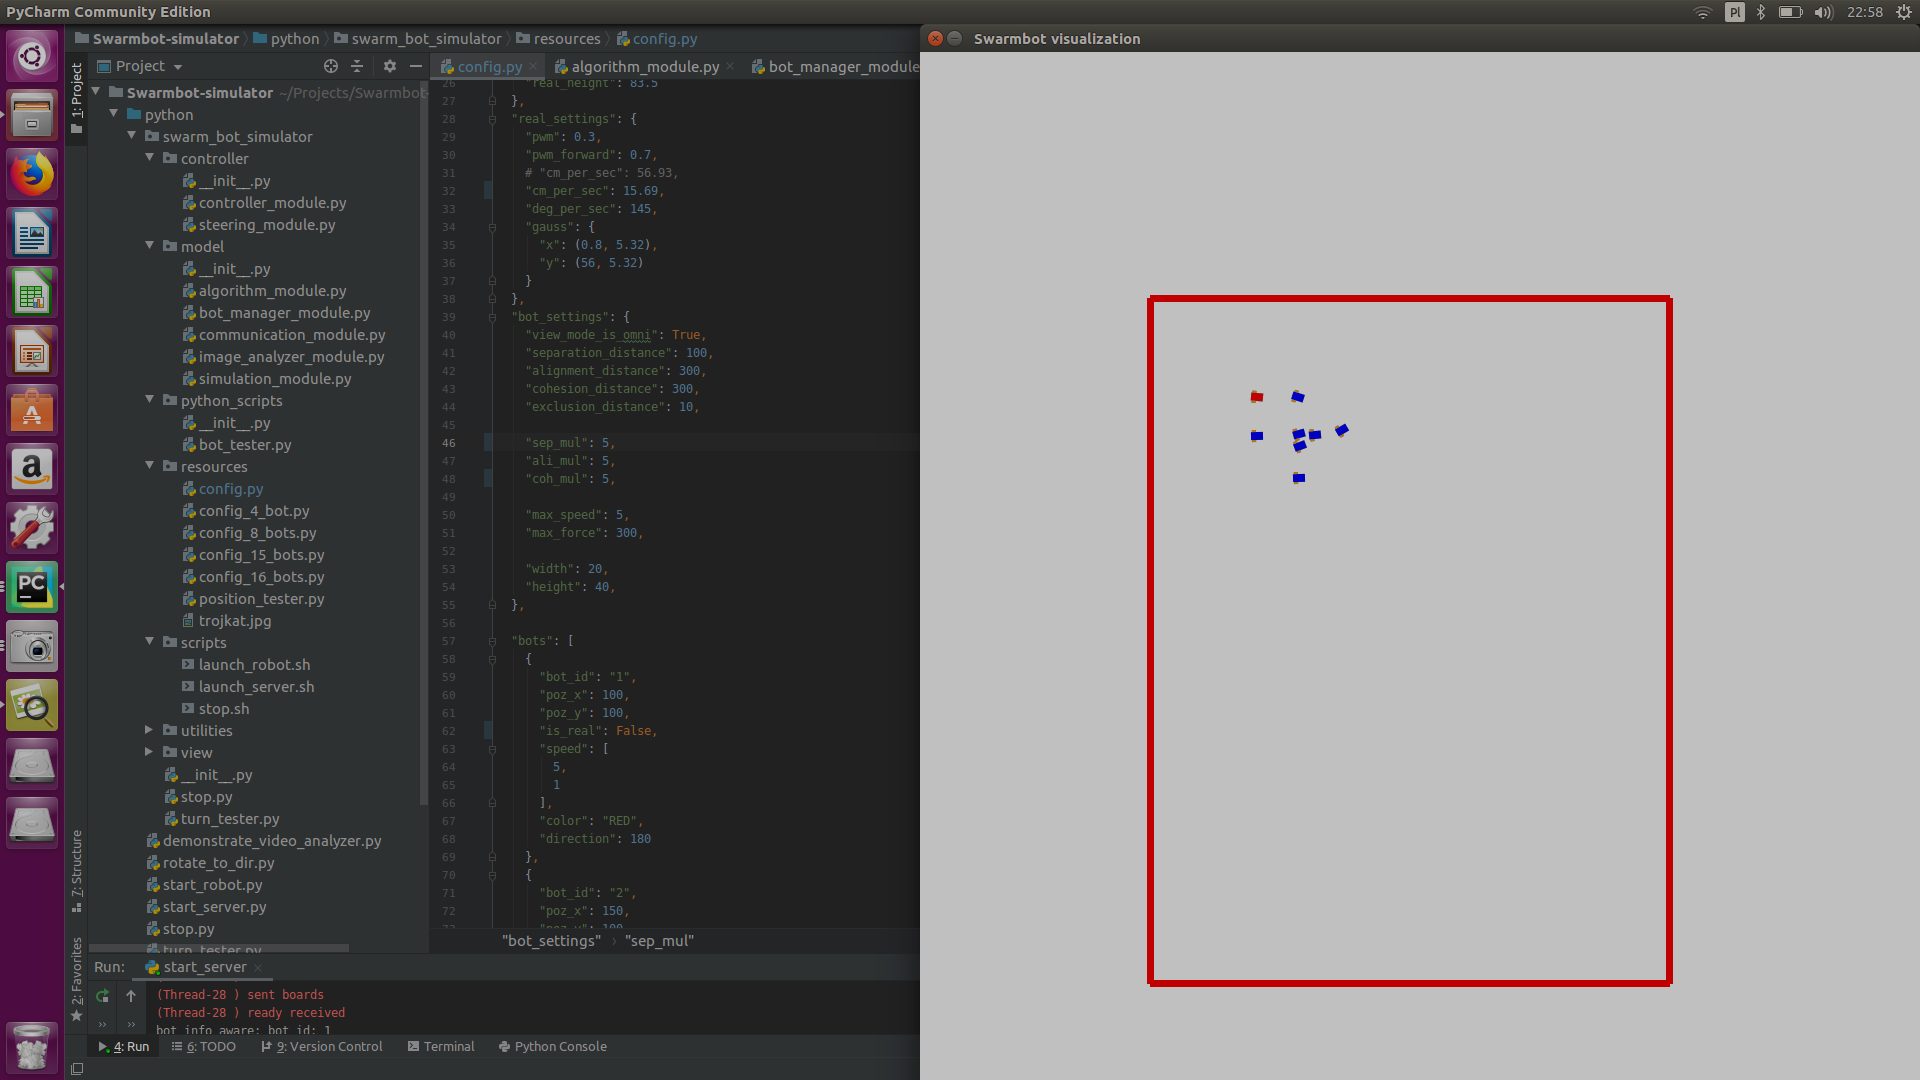 PyCharm Community Edition
Pl
22:58
Swarmbot-simulator
python
swarm_bot_simulator
resources
config.py
Swarmbot visualization
1: Project
Project
config.py
algorithm_module.py
bot_manager_module
Swarmbot-simulator ~/Projects/Swarmbot-
python
swarm_bot_simulator
controller
__init__.py
controller_module.py
steering_module.py
model
__init__.py
algorithm_module.py
bot_manager_module.py
communication_module.py
image_analyzer_module.py
simulation_module.py
python_scripts
__init__.py
bot_tester.py
resources
config.py
config_4_bot.py
config_8_bots.py
config_15_bots.py
config_16_bots.py
position_tester.py
trojkat.jpg
scripts
launch_robot.sh
launch_server.sh
stop.sh
utilities
view
__init__.py
stop.py
turn_tester.py
demonstrate_video_analyzer.py
rotate_to_dir.py
start_robot.py
start_server.py
stop.py
turn_tester.py
7: Structure
2: Favorites
26 "real_height": 83.5
27 },
28 "real_settings": {
29 "pwm": 0.3,
30 "pwm_forward": 0.7,
31 # "cm_per_sec": 56.93,
32 "cm_per_sec": 15.69,
33 "deg_per_sec": 145,
34 "gauss": {
35 "x": (0.8, 5.32),
36 "y": (56, 5.32)
37 }
38 },
39 "bot_settings": {
40 "view_mode_is_omni": True,
41 "separation_distance": 100,
42 "alignment_distance": 300,
43 "cohesion_distance": 300,
44 "exclusion_distance": 10,
45
46 "sep_mul": 5,
47 "ali_mul": 5,
48 "coh_mul": 5,
49
50 "max_speed": 5,
51 "max_force": 300,
52
53 "width": 20,
54 "height": 40,
55 },
56
57 "bots": [
58 {
59 "bot_id": "1",
60 "poz_x": 100,
61 "poz_y": 100,
62 "is_real": False,
63 "speed": [
64 5,
65 1
66 ],
67 "color": "RED",
68 "direction": 180
69 },
70 {
71 "bot_id": "2",
72 "poz_x": 150,
"bot_settings" › "sep_mul"
Run: start_server
(Thread-28 ) sent boards
(Thread-28 ) ready received
bot info aware: bot id: 1
4: Run
6: TODO
9: Version Control
Terminal
Python Console
PC
a
A